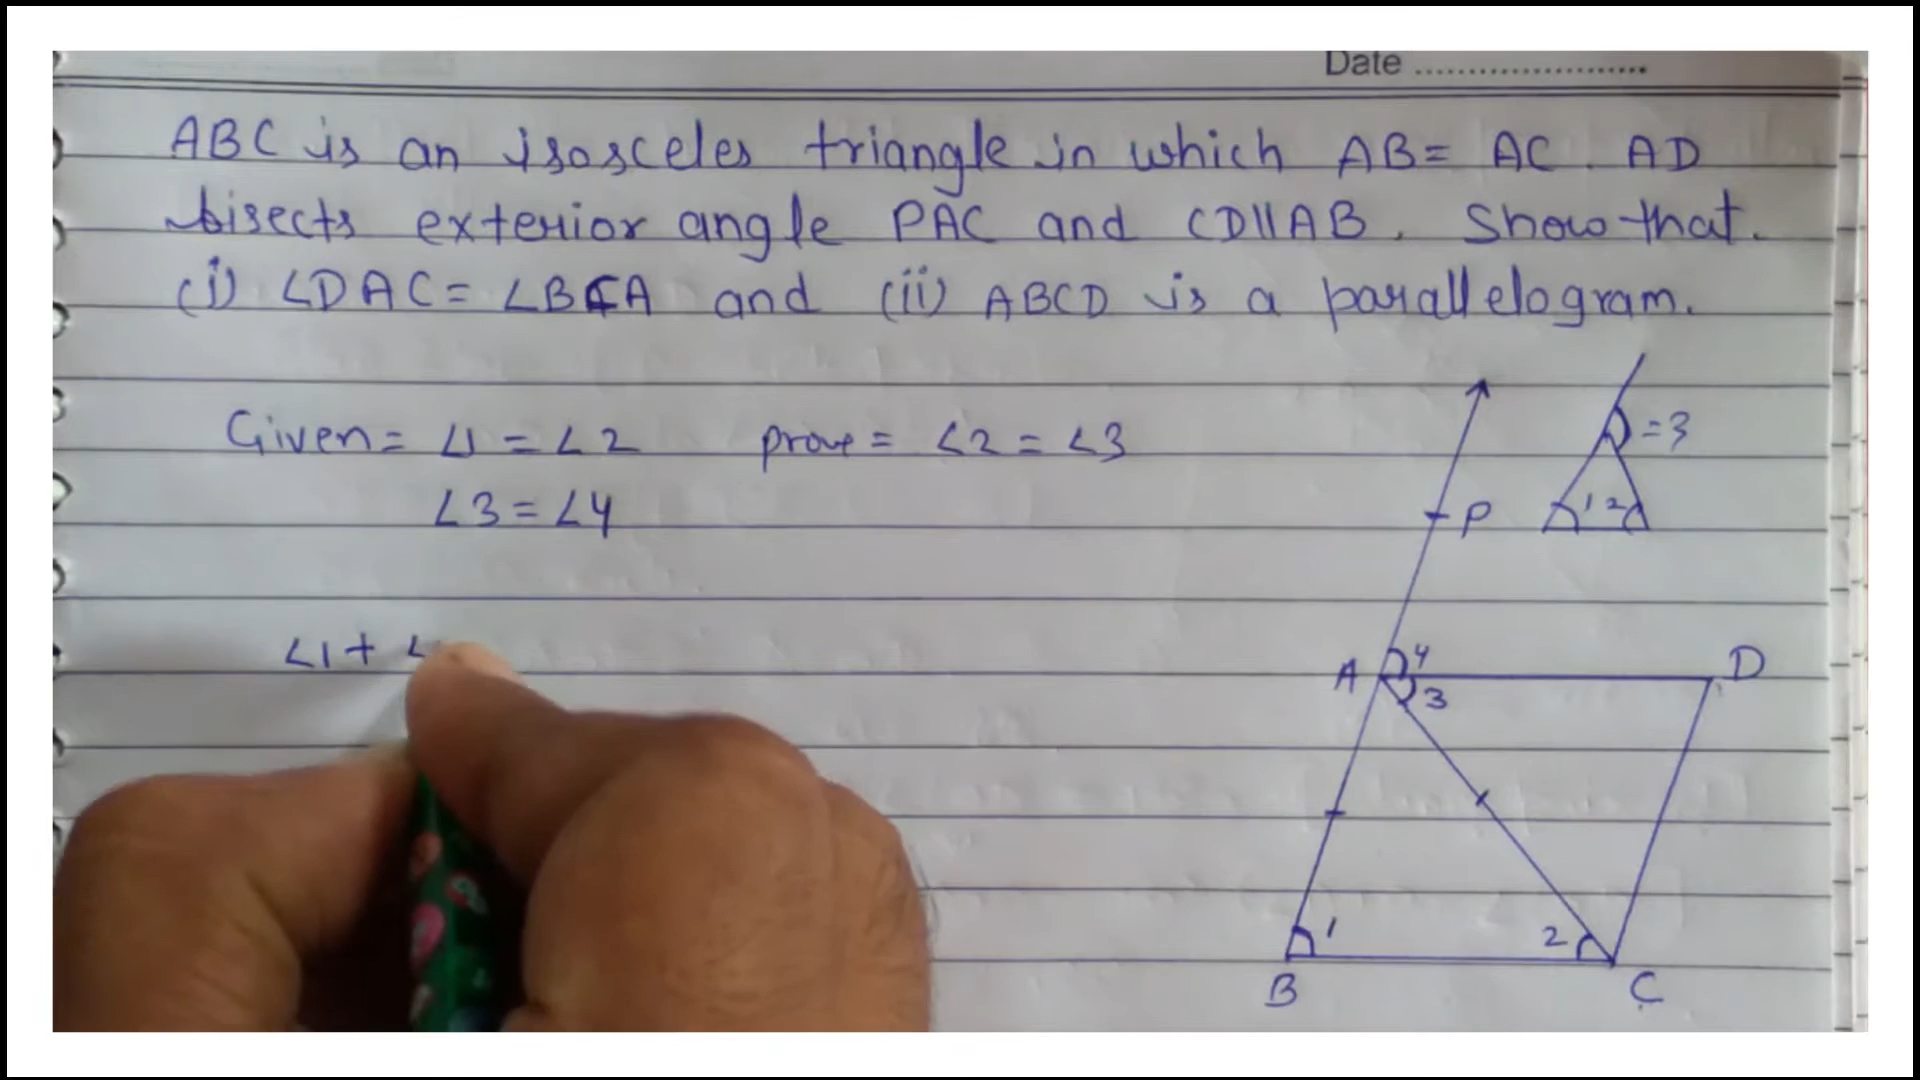 Date ........................
ABC is an isosceles triangle in which AB = AC. AD
bisects exterior angle PAC and CD||AB. Show that.
(i) ∠DAC = ∠BCA and (ii) ABCD is a parallelogram.
Given = ∠1 = ∠2 prove = ∠2 = ∠3
∠3 = ∠4
∠1 + ∠
=3
1 2
P
A 4 D
3
1 2
B C